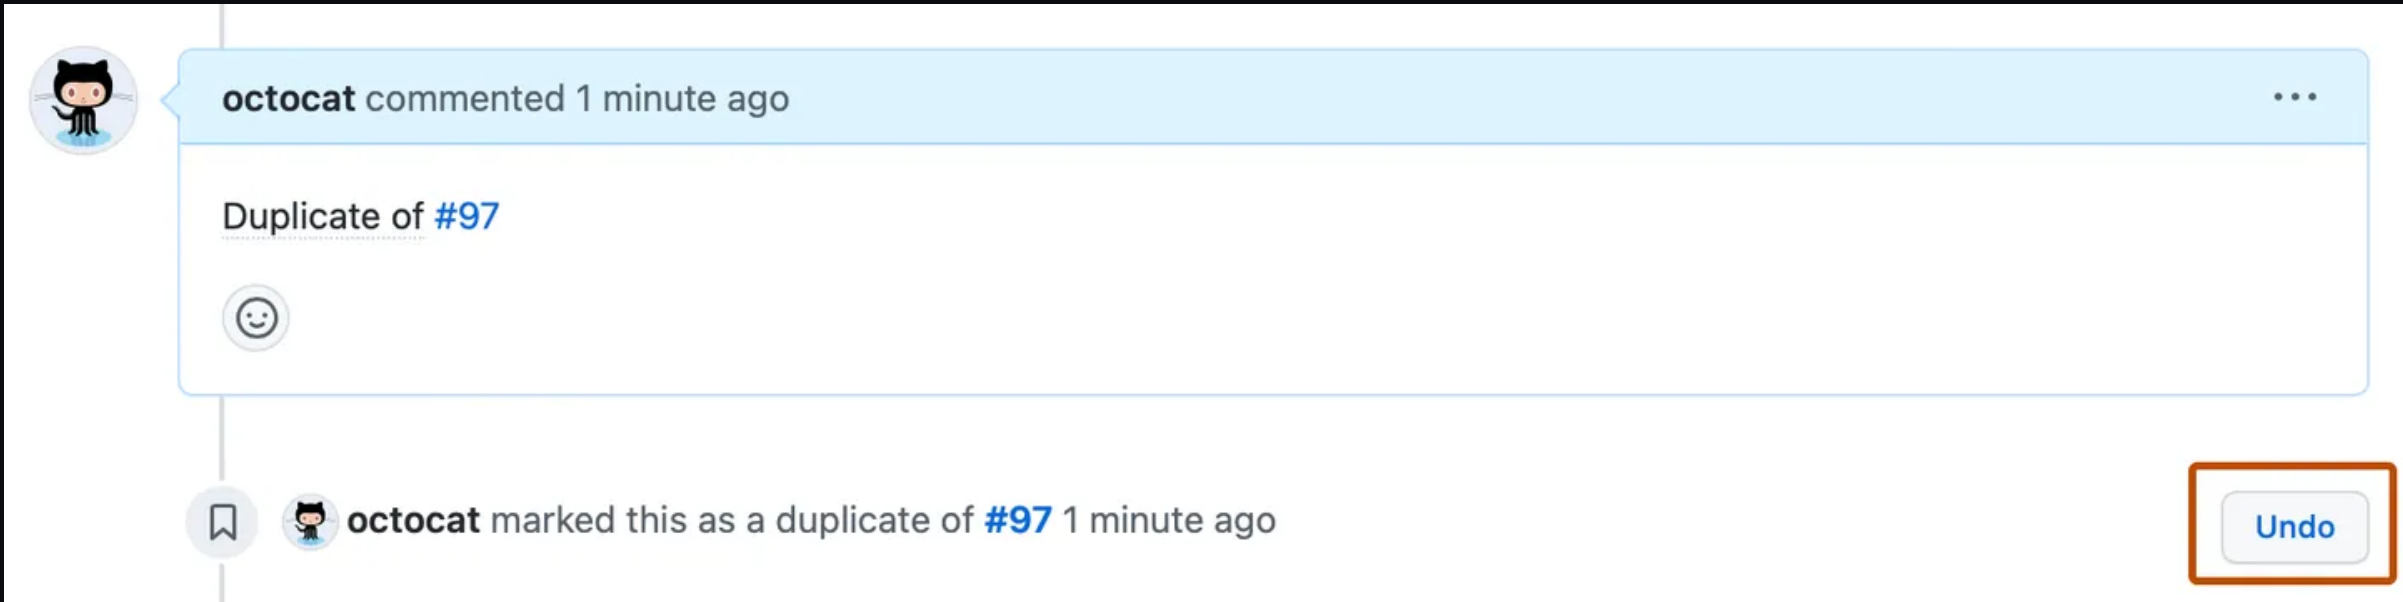 octocat commented 1 minute ago
Duplicate of #97
octocat marked this as a duplicate of #97 1 minute ago
Undo